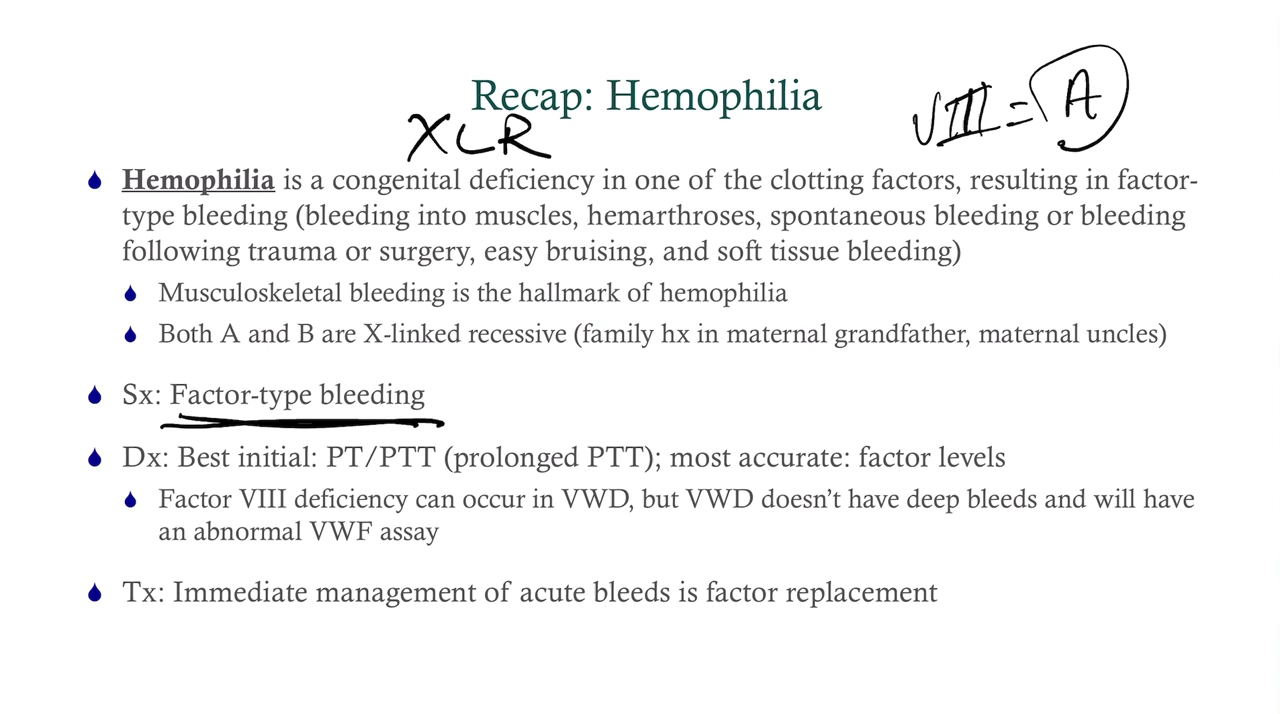 Recap: Hemophilia
VIII = A
XLR
Hemophilia is a congenital deficiency in one of the clotting factors, resulting in factor-
type bleeding (bleeding into muscles, hemarthroses, spontaneous bleeding or bleeding
following trauma or surgery, easy bruising, and soft tissue bleeding)
Musculoskeletal bleeding is the hallmark of hemophilia
Both A and B are X-linked recessive (family hx in maternal grandfather, maternal uncles)
Sx: Factor-type bleeding
Dx: Best initial: PT/PTT (prolonged PTT); most accurate: factor levels
Factor VIII deficiency can occur in VWD, but VWD doesn’t have deep bleeds and will have
an abnormal VWF assay
Tx: Immediate management of acute bleeds is factor replacement